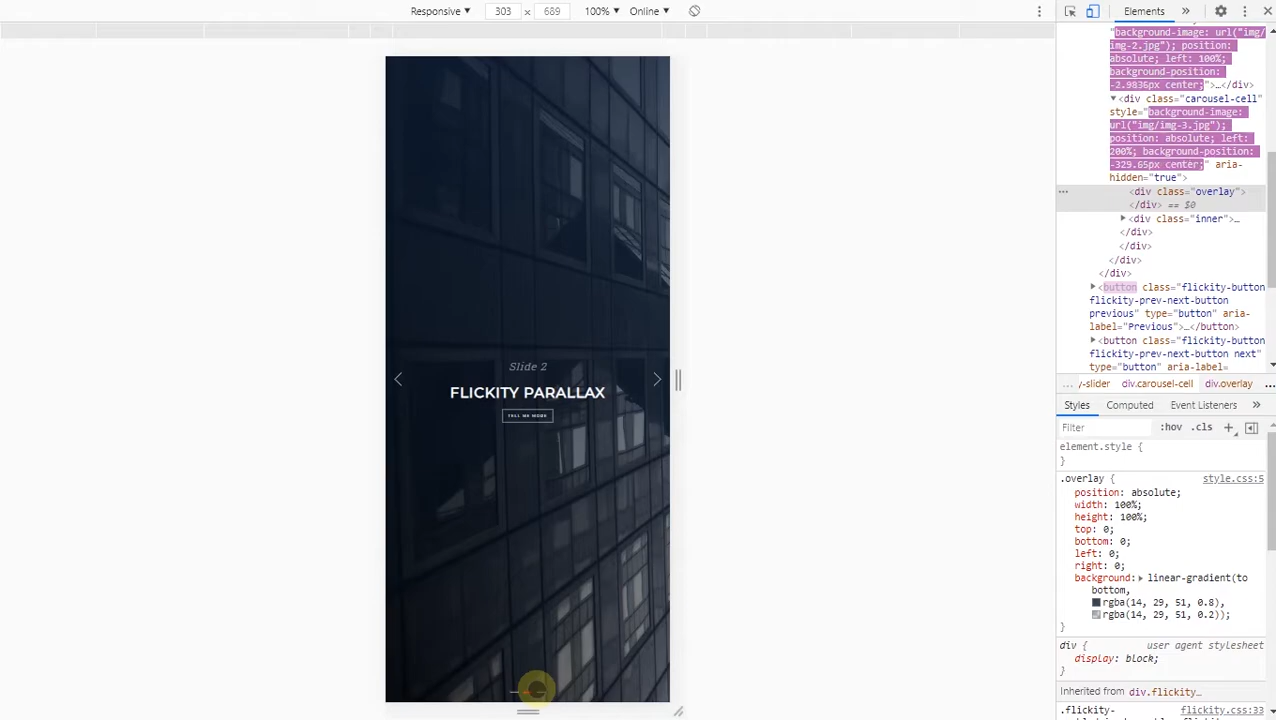 Responsive ▼ 303 x 689 100% ▼ Online ▼
Elements »
"background-image: url("img/
img-2.jpg"); position:
absolute; left: 100%;
background-position:
-2.9836px center;">…</div>
▼<div class="carousel-cell"
style="background-image:
url("img/img-3.jpg");
position: absolute; left:
200%; background-position:
-329.65px center;" aria-
hidden="true">
<div class="overlay">
</div> == $0
▶<div class="inner">…
</div>
</div>
</div>
</div>
▶<button class="flickity-button
flickity-prev-next-button
previous" type="button" aria-
label="Previous">…</button>
▶<button class="flickity-button
flickity-prev-next-button next"
type="button" aria-label=
… /-slider div.carousel-cell div.overlay …
Styles Computed Event Listeners »
Filter :hov .cls +
element.style {
}
.overlay { style.css:5
position: absolute;
width: 100%;
height: 100%;
top: 0;
bottom: 0;
left: 0;
right: 0;
background: ▶ linear-gradient(to
bottom,
rgba(14, 29, 51, 0.8),
rgba(14, 29, 51, 0.2));
}
div { user agent stylesheet
display: block;
}
Inherited from div.flickity…
.flickity- flickity.css:33
Slide 2
FLICKITY PARALLAX
TELL ME MORE